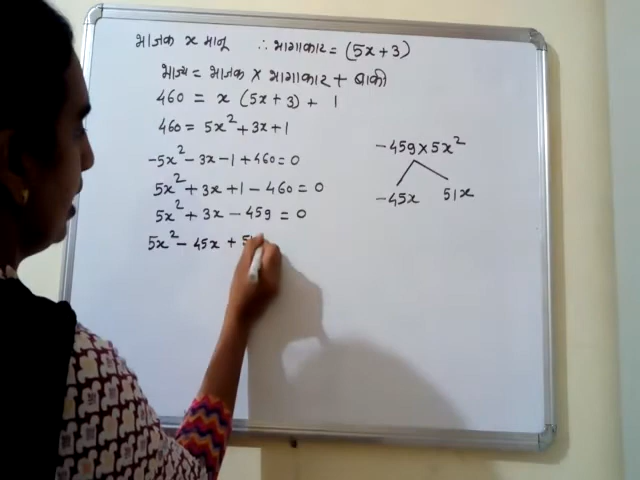 भाजक x मानू ∴ भागाकार = (5x+3)
भाज्य = भाजक × भागाकार + बाकी
460 = x (5x+3) + 1
460 = 5x² + 3x + 1
-5x² - 3x - 1 + 460 = 0
5x² + 3x + 1 - 460 = 0
5x² + 3x - 459 = 0
5x² - 45x + 5
-459 × 5x²
-45x 51x